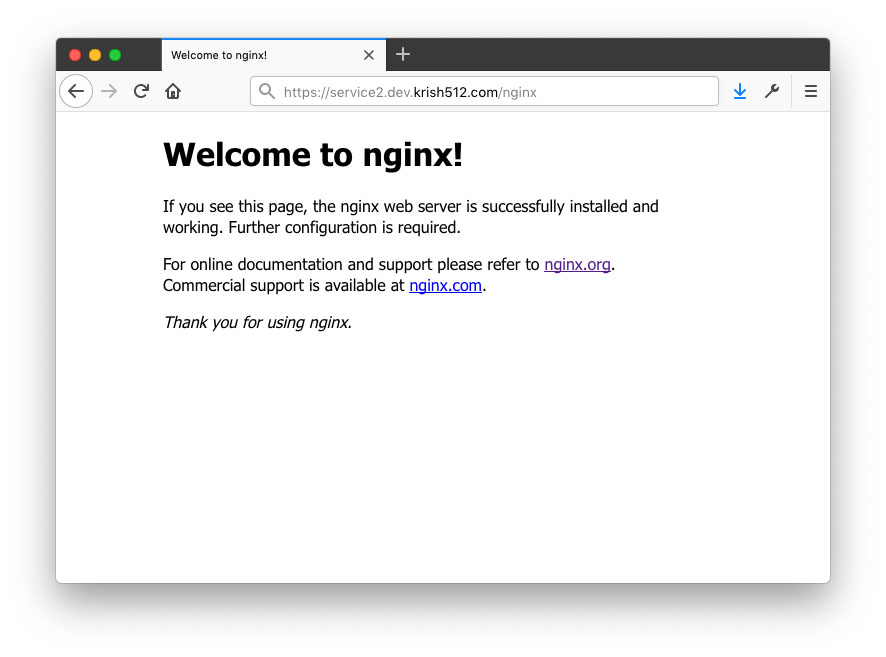 Welcome to nginx!
https://service2.dev.krish512.com/nginx
Welcome to nginx!
If you see this page, the nginx web server is successfully installed and
working. Further configuration is required.
For online documentation and support please refer to nginx.org.
Commercial support is available at nginx.com.
Thank you for using nginx.